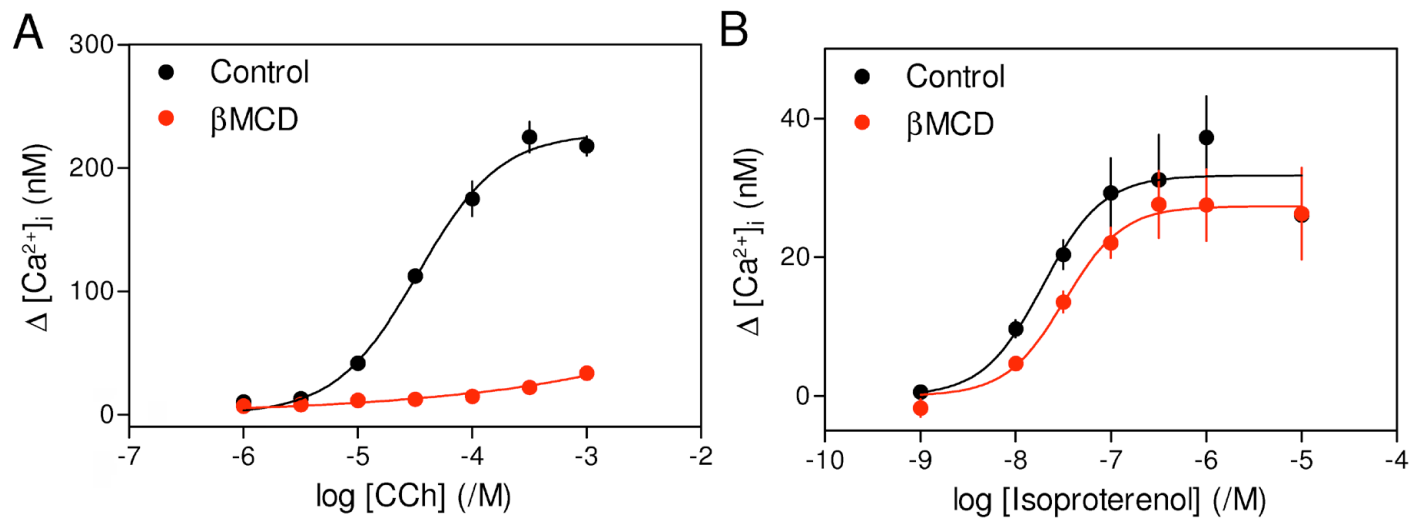 A
B
300
200
100
0
Control
βMCD
Δ [Ca²⁺]ᵢ (nM)
-7 -6 -5 -4 -3 -2
log [CCh] (/M)
40
20
0
Control
βMCD
Δ [Ca²⁺]ᵢ (nM)
-10 -9 -8 -7 -6 -5 -4
log [Isoproterenol] (/M)